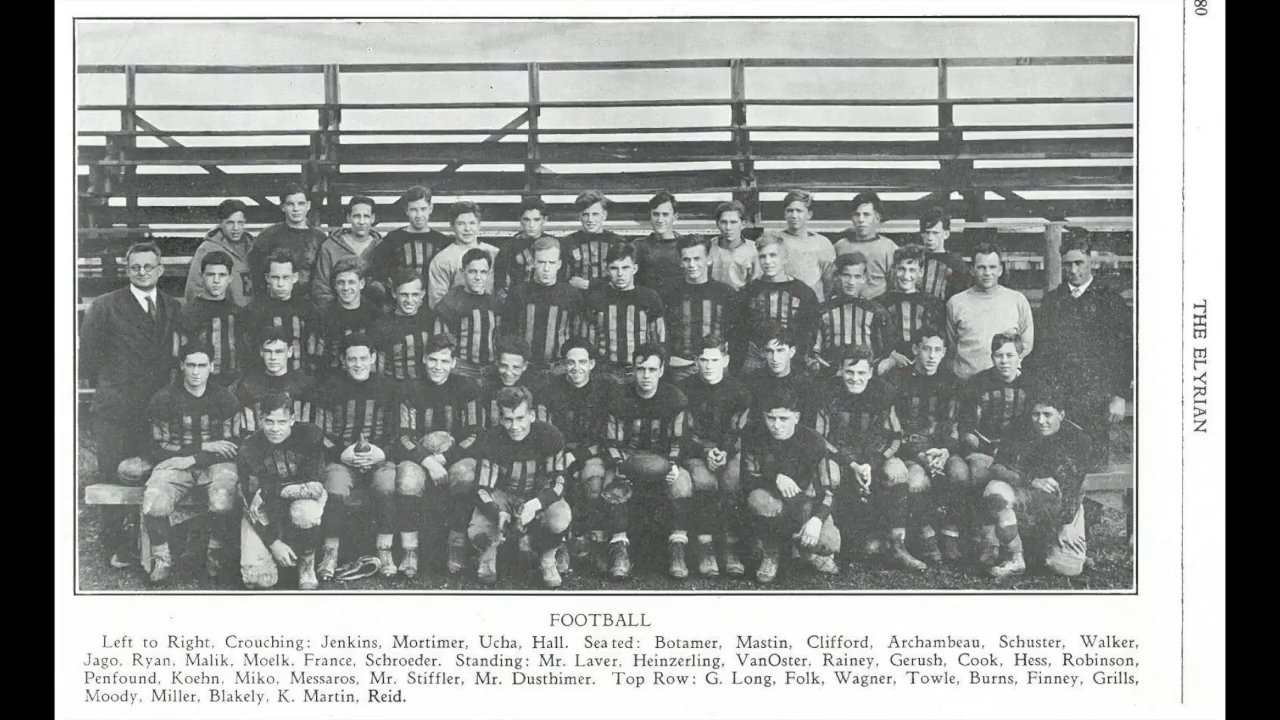 80
THE ELYRIAN
FOOTBALL
Left to Right, Crouching: Jenkins, Mortimer, Ucha, Hall. Seated: Botamer, Mastin, Clifford, Archambeau, Schuster, Walker,
Jago, Ryan, Malik, Moelk, France, Schroeder. Standing: Mr. Laver, Heinzerling, VanOster, Rainey, Gerush, Cook, Hess, Robinson,
Penfound, Koehn, Miko, Messaros, Mr. Stiffler, Mr. Dusthimer. Top Row: G. Long, Folk, Wagner, Towle, Burns, Finney, Grills,
Moody, Miller, Blakely, K. Martin, Reid.